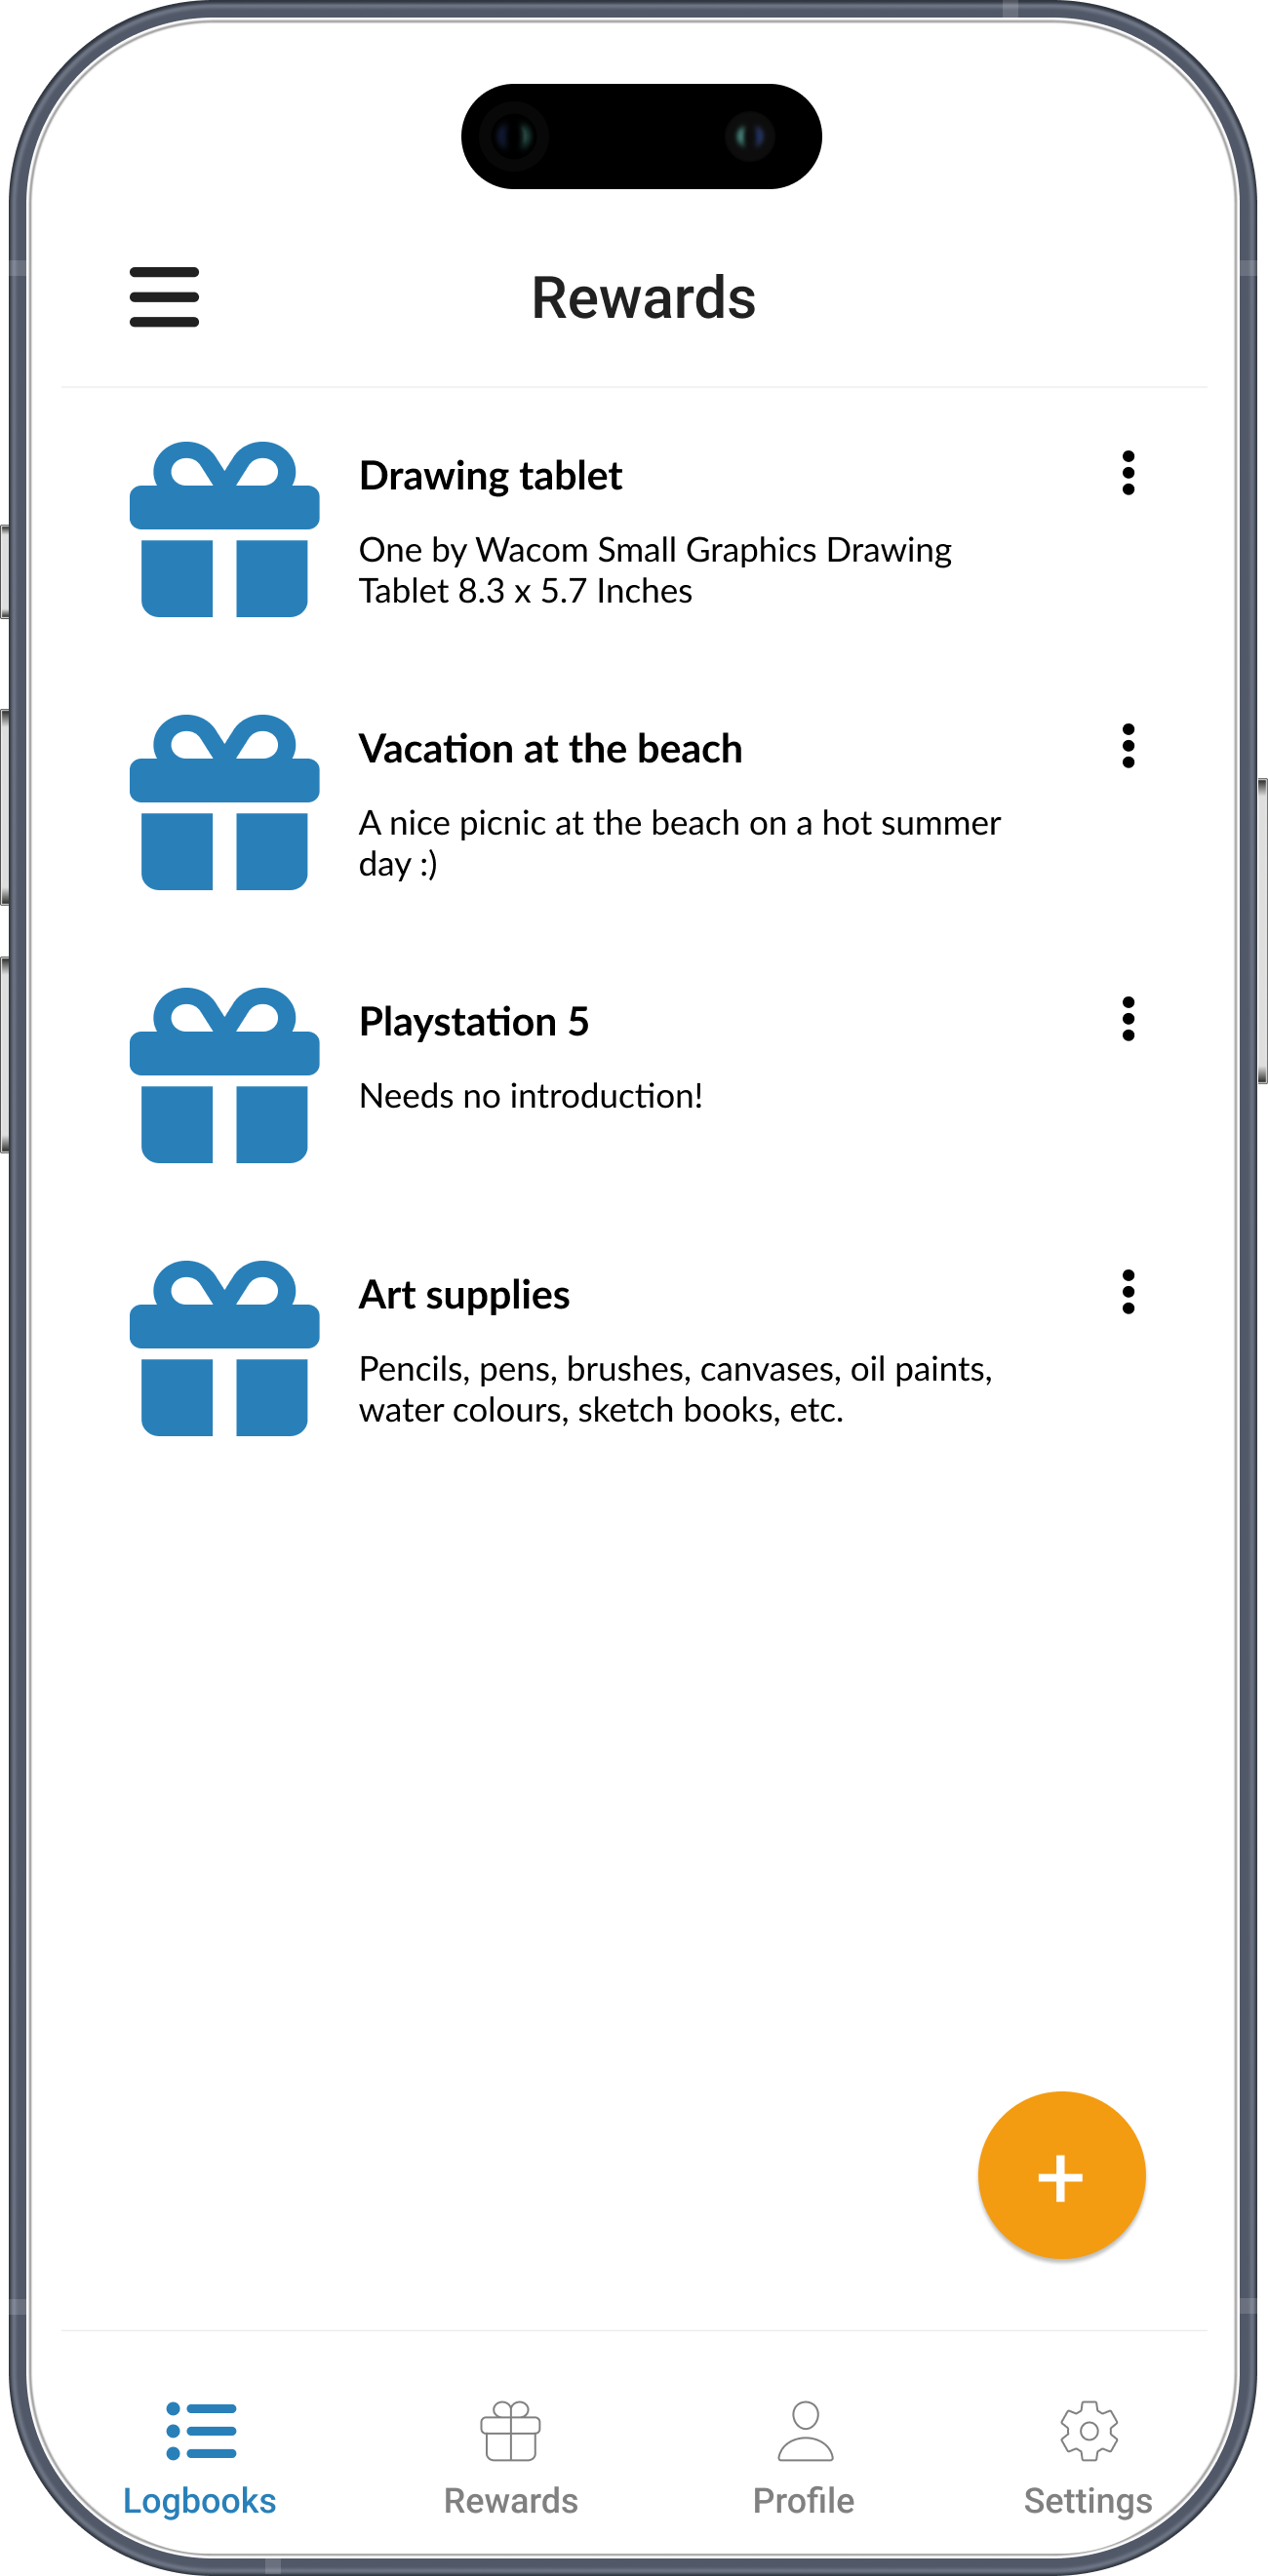 Rewards
Drawing tablet
One by Wacom Small Graphics Drawing
Tablet 8.3 x 5.7 Inches
Vacation at the beach
A nice picnic at the beach on a hot summer
day :)
Playstation 5
Needs no introduction!
Art supplies
Pencils, pens, brushes, canvases, oil paints,
water colours, sketch books, etc.
+
Logbooks
Rewards
Profile
Settings